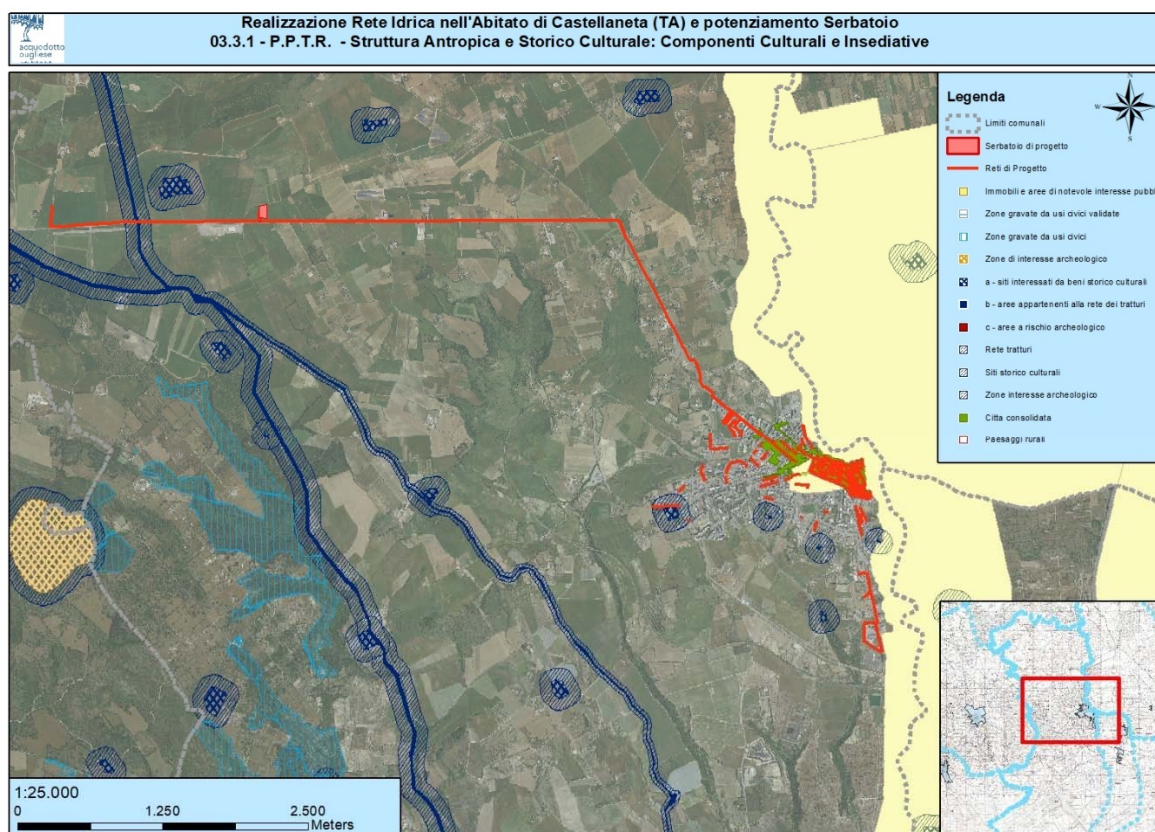 Realizzazione Rete Idrica nell'Abitato di Castellaneta (TA) e potenziamento Serbatoio
03.3.1 - P.P.T.R. - Struttura Antropica e Storico Culturale: Componenti Culturali e Insediative
acquedotto
pugliese
Legenda
N
W
S
Limiti comunali
Serbatoio di progetto
Reti di Progetto
Immobili e aree di notevole interesse pubbl
Zone gravate da usi civici validate
Zone gravate da usi civici
Zone di interesse archeologico
a - siti interessati da beni storico culturali
b - aree appartenenti alla rete dei tratturi
c - aree a rischio archeologico
Rete tratturi
Siti storico culturali
Zone interesse archeologico
Citta consolidata
Paesaggi rurali
1:25.000
0 1.250 2.500
Meters